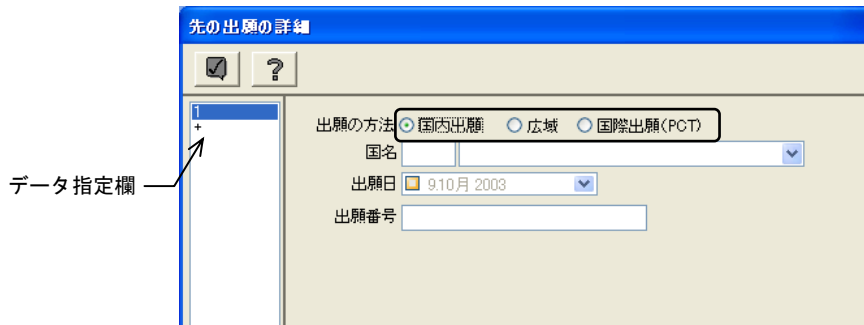 先の出願の詳細
1
+
データ指定欄
出願の方法 国内出願 広域 国際出願(PCT)
国名
出願日 9.10月 2003
出願番号